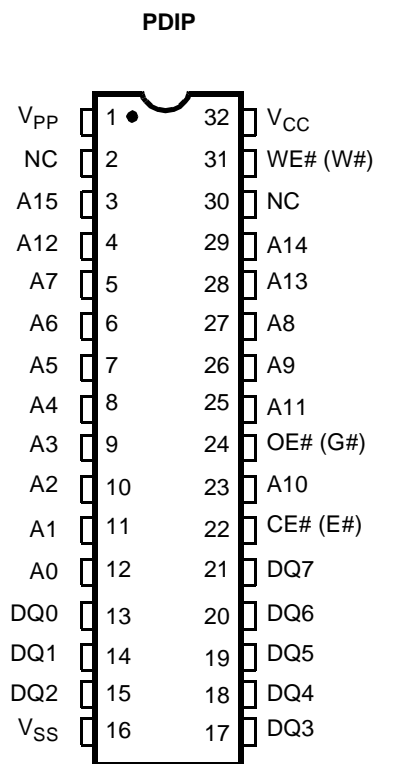 PDIP
VPP 1 32 VCC
NC 2 31 WE# (W#)
A15 3 30 NC
A12 4 29 A14
A7 5 28 A13
A6 6 27 A8
A5 7 26 A9
A4 8 25 A11
A3 9 24 OE# (G#)
A2 10 23 A10
A1 11 22 CE# (E#)
A0 12 21 DQ7
DQ0 13 20 DQ6
DQ1 14 19 DQ5
DQ2 15 18 DQ4
VSS 16 17 DQ3